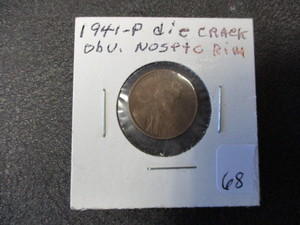 1941-P die CRACK
Obv. Nose to Rim
68